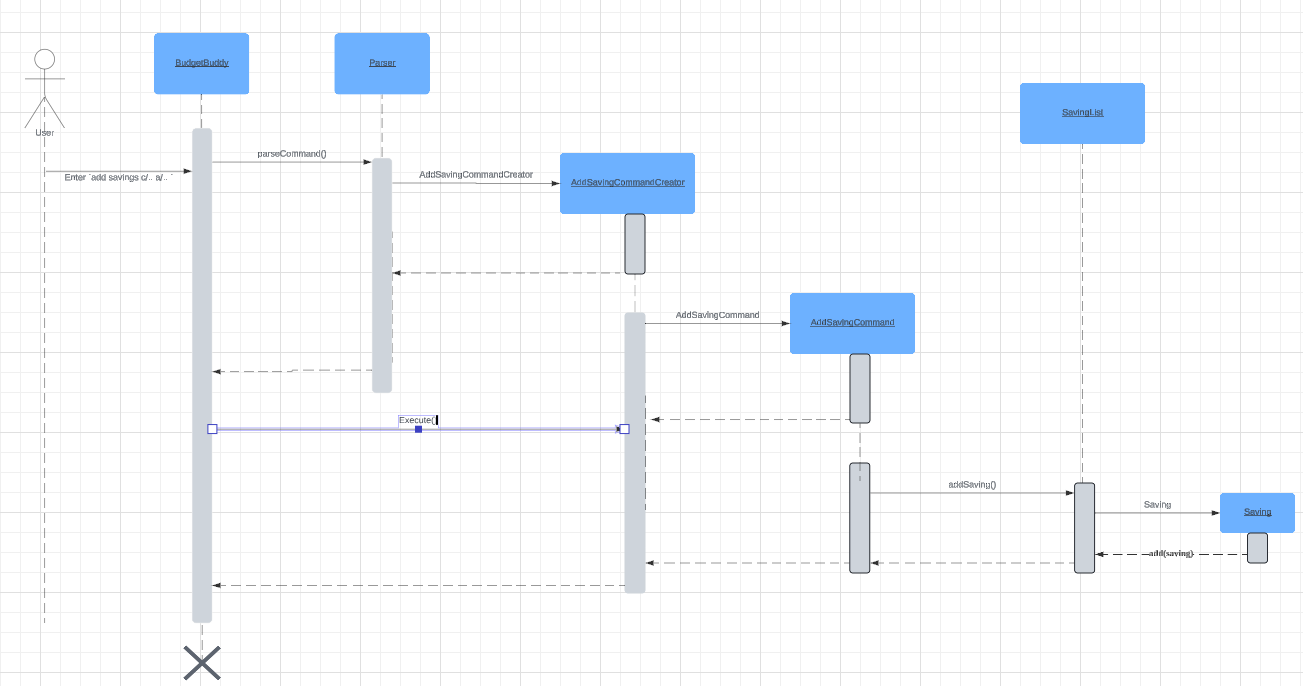 BudgetBuddy
Parser
SavingList
User
parseCommand()
Enter `add savings c/.. a/.. `
AddSavingCommandCreator
AddSavingCommandCreator
AddSavingCommand
AddSavingCommand
Execute()
addSaving()
Saving
Saving
add(saving)